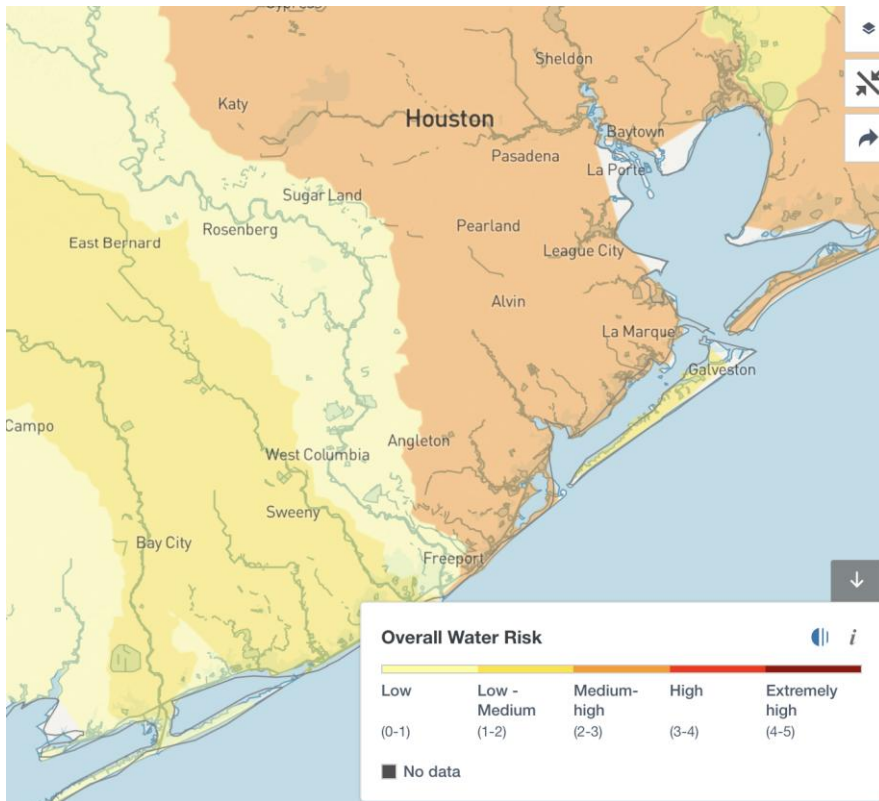 Cypress
Sheldon
Katy
Houston
Baytown
Pasadena
La Porte
Sugar Land
Pearland
Rosenberg
East Bernard
League City
Alvin
La Marque
Galveston
Campo
Angleton
West Columbia
Sweeny
Bay City
Freeport
Overall Water Risk
i
Low
Low -
Medium
Medium-
high
High
Extremely
high
(0-1)
(1-2)
(2-3)
(3-4)
(4-5)
No data